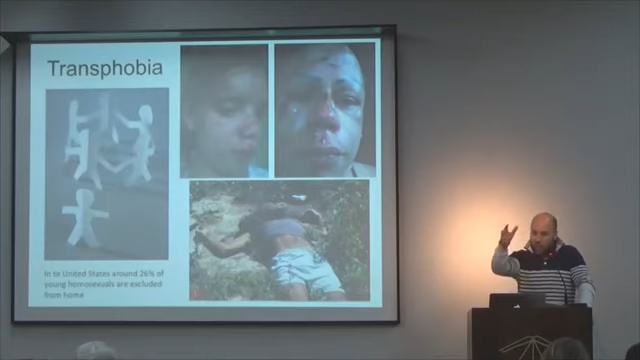 Transphobia
In te United States around 26% of
young homosexuals are excluded
from home